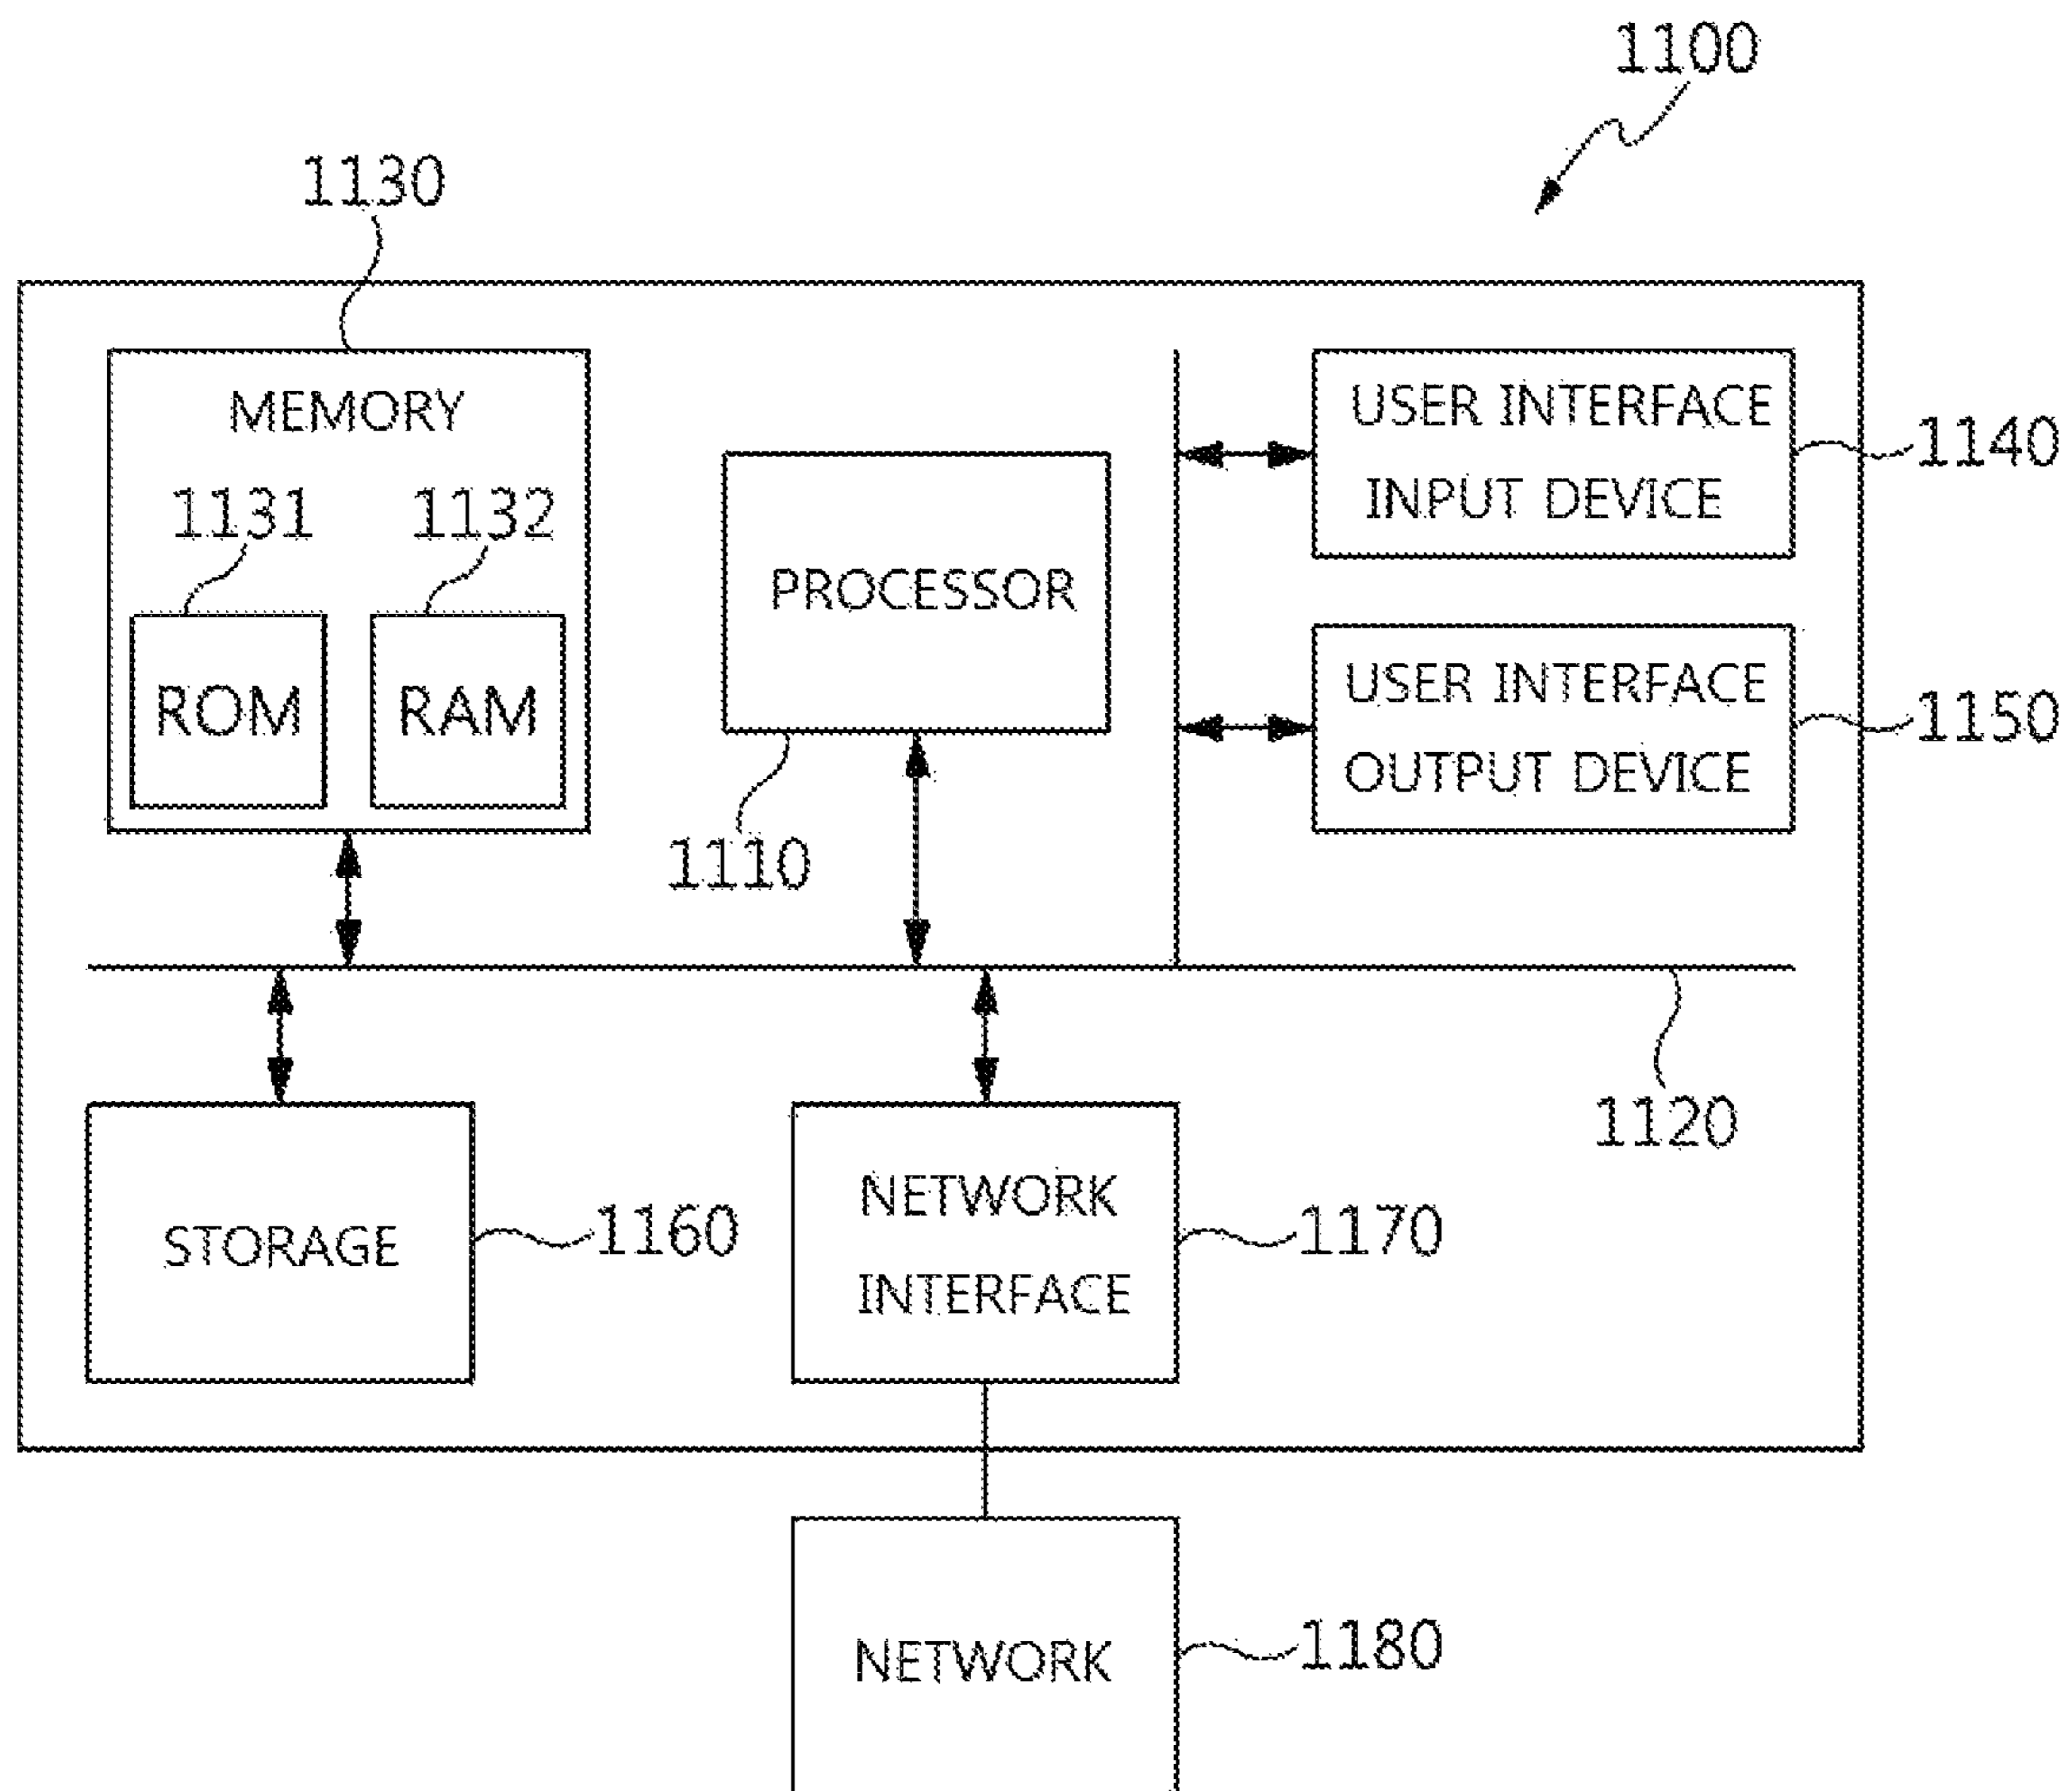 1100
1130
MEMORY
1131
1132
ROM
RAM
PROCESSOR
1110
USER INTERFACE
INPUT DEVICE
1140
USER INTERFACE
OUTPUT DEVICE
1150
1120
STORAGE
1160
NETWORK
INTERFACE
1170
NETWORK
1180